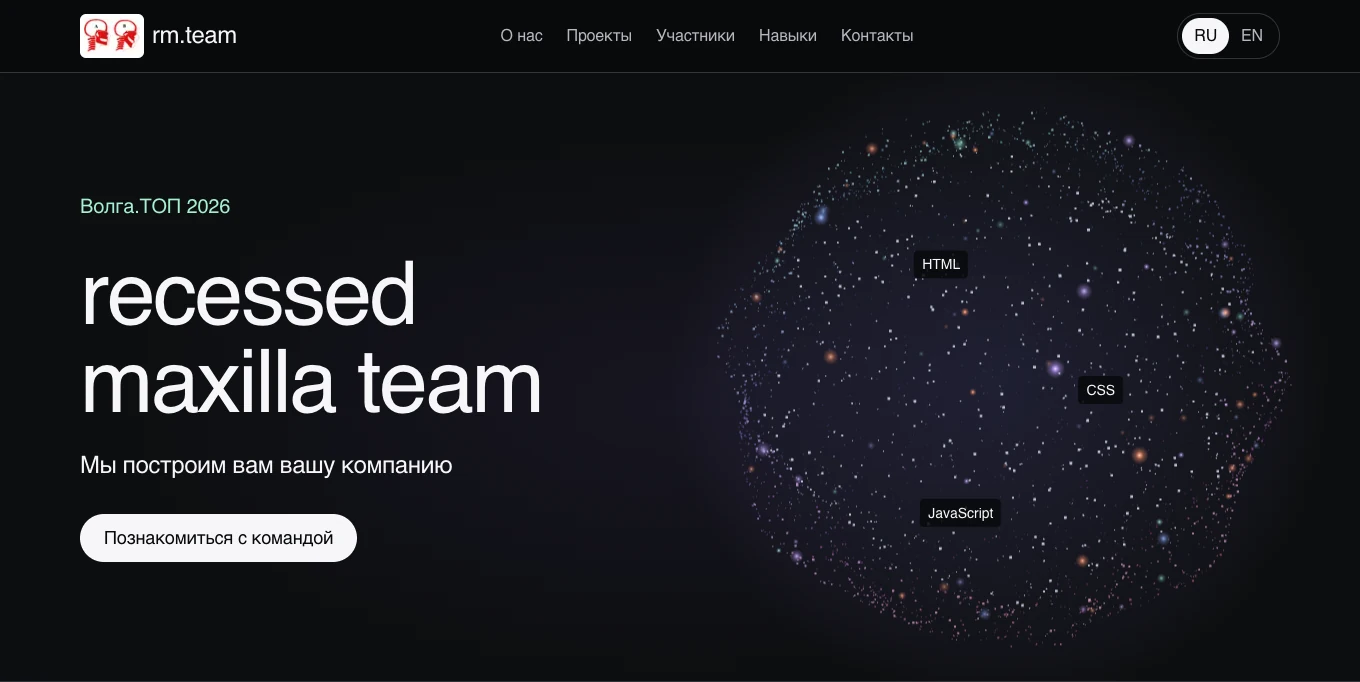 rm.team
О нас
Проекты
Участники
Навыки
Контакты
RU
EN
Волга.ТОП 2026
recessed
maxilla team
Мы построим вам вашу компанию
Познакомиться с командой
HTML
CSS
JavaScript